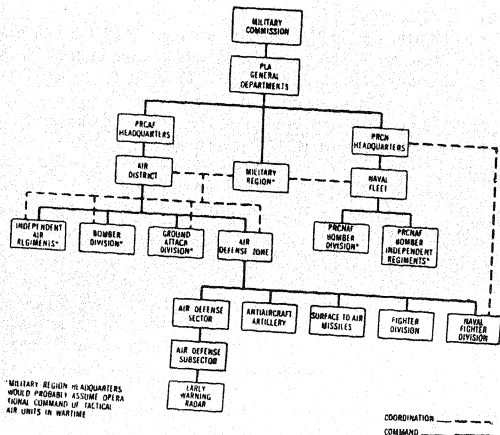 MILITARY
COMMISSION
PLA
GENERAL
DEPARTMENTS
PRCAF
HEADQUARTERS
PRCN
HEADQUARTERS
AIR
DISTRICT
MILITARY
REGION*
NAVAL
FLEET
INDEPENDENT
AIR
REGIMENTS*
BOMBER
DIVISION*
GROUND
ATTACK
DIVISION*
AIR
DEFENSE ZONE
PRCNAF
BOMBER
DIVISION*
PRCNAF
BOMBER
INDEPENDENT
REGIMENTS*
AIR DEFENSE
SECTOR
ANTIAIRCRAFT
ARTILLERY
SURFACE TO AIR
MISSILES
FIGHTER
DIVISION
NAVAL
FIGHTER
DIVISION
AIR DEFENSE
SUBSECTOR
EARLY
WARNING
RADAR
*MILITARY REGION HEADQUARTERS
WOULD PROBABLY ASSUME OPERA
TIONAL COMMAND OF TACTICAL
AIR UNITS IN WARTIME
COORDINATION
COMMAND